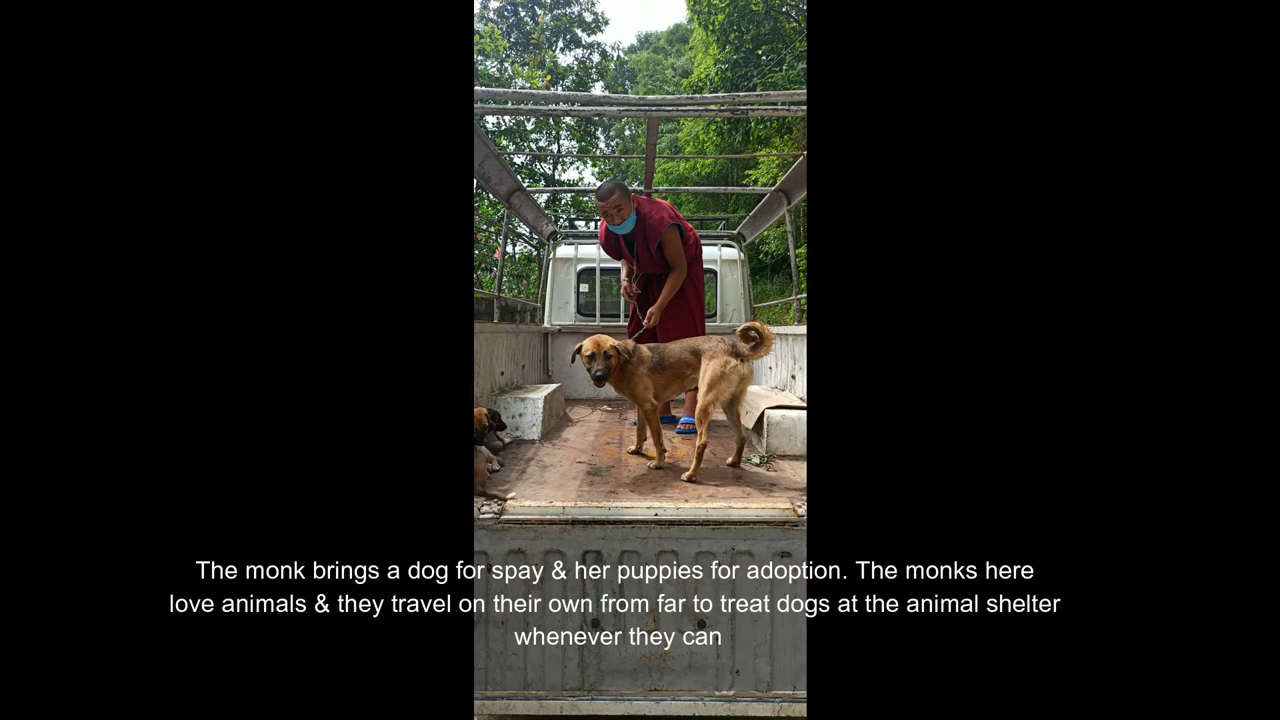 The monk brings a dog for spay & her puppies for adoption. The monks here
love animals & they travel on their own from far to treat dogs at the animal shelter
whenever they can